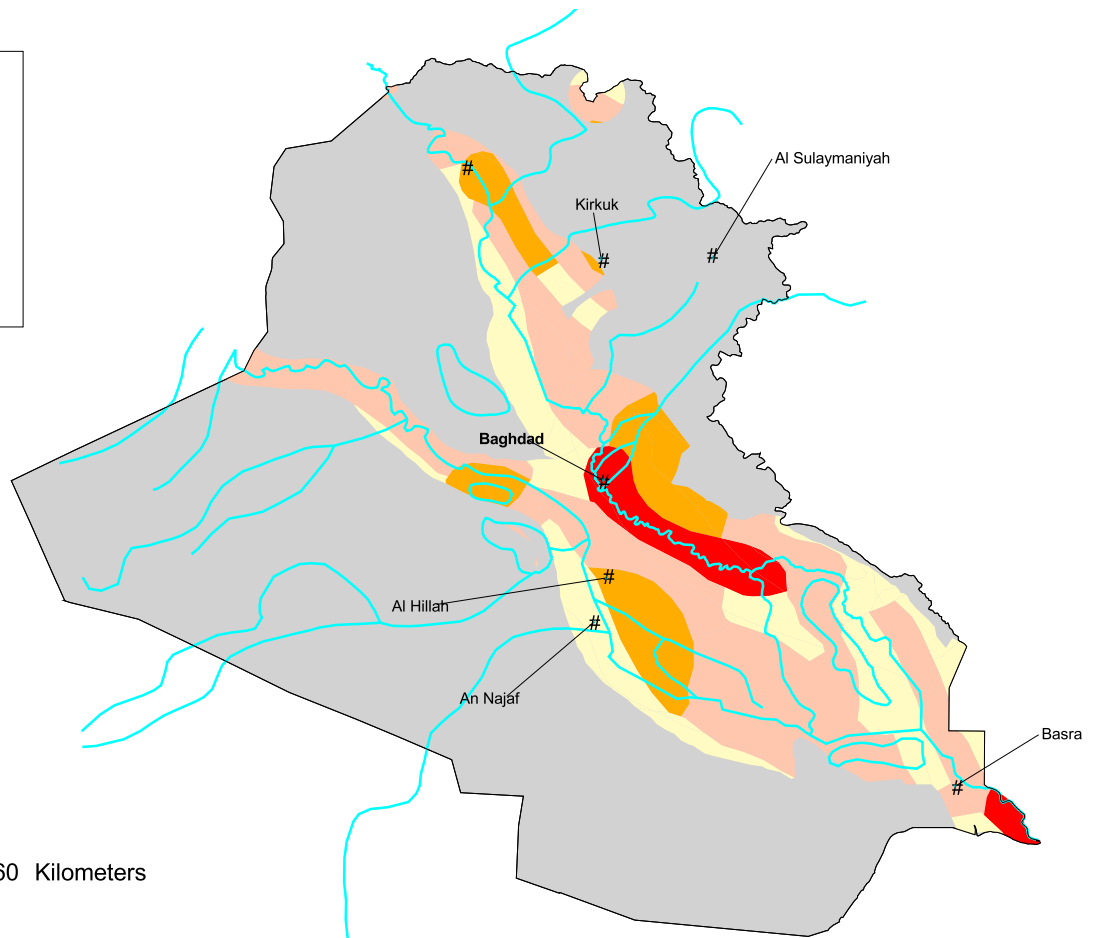 Al Sulaymaniyah
#
Kirkuk
#
#
Baghdad
#
#
Al Hillah
#
An Najaf
Basra
#
60 Kilometers